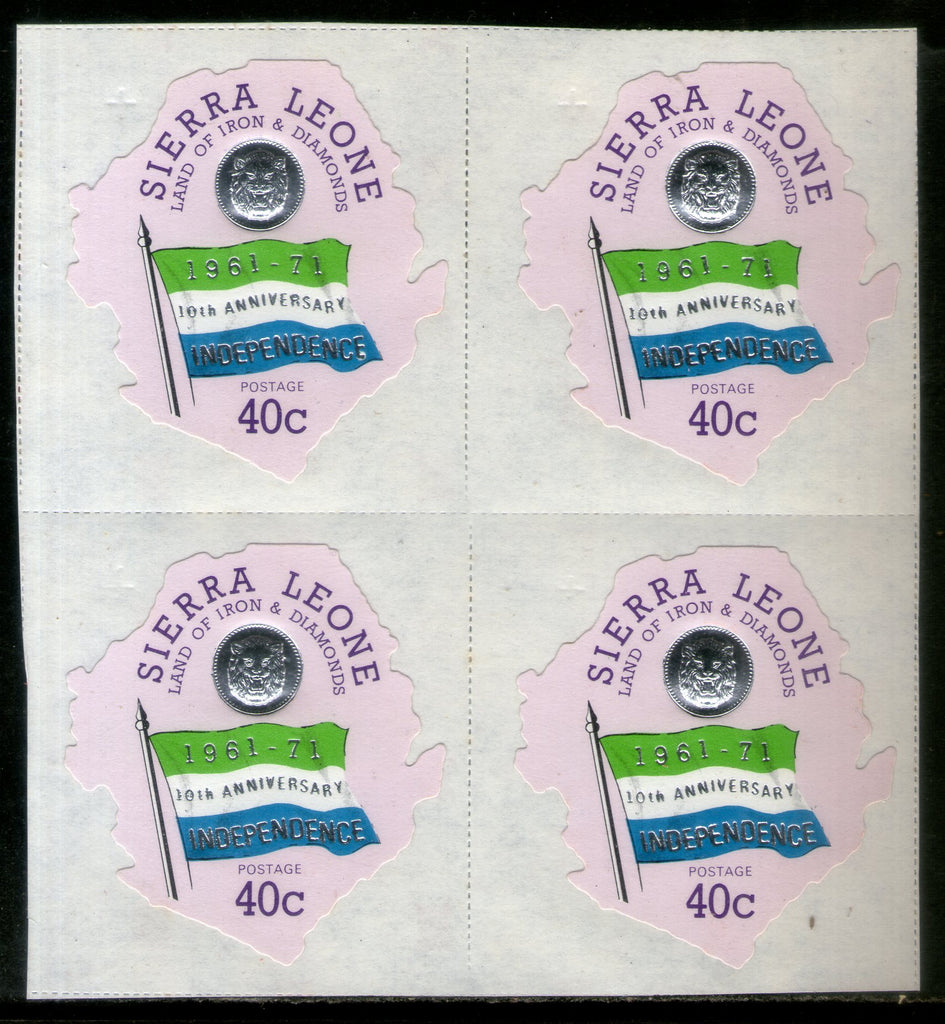 SIERRA LEONE
LAND OF IRON & DIAMONDS
1961-71
10th ANNIVERSARY
INDEPENDENCE
POSTAGE
40c
SIERRA LEONE
LAND OF IRON & DIAMONDS
1961-71
10th ANNIVERSARY
INDEPENDENCE
POSTAGE
40c
SIERRA LEONE
LAND OF IRON & DIAMONDS
1961-71
10th ANNIVERSARY
INDEPENDENCE
POSTAGE
40c
SIERRA LEONE
LAND OF IRON & DIAMONDS
1961-71
10th ANNIVERSARY
INDEPENDENCE
POSTAGE
40c